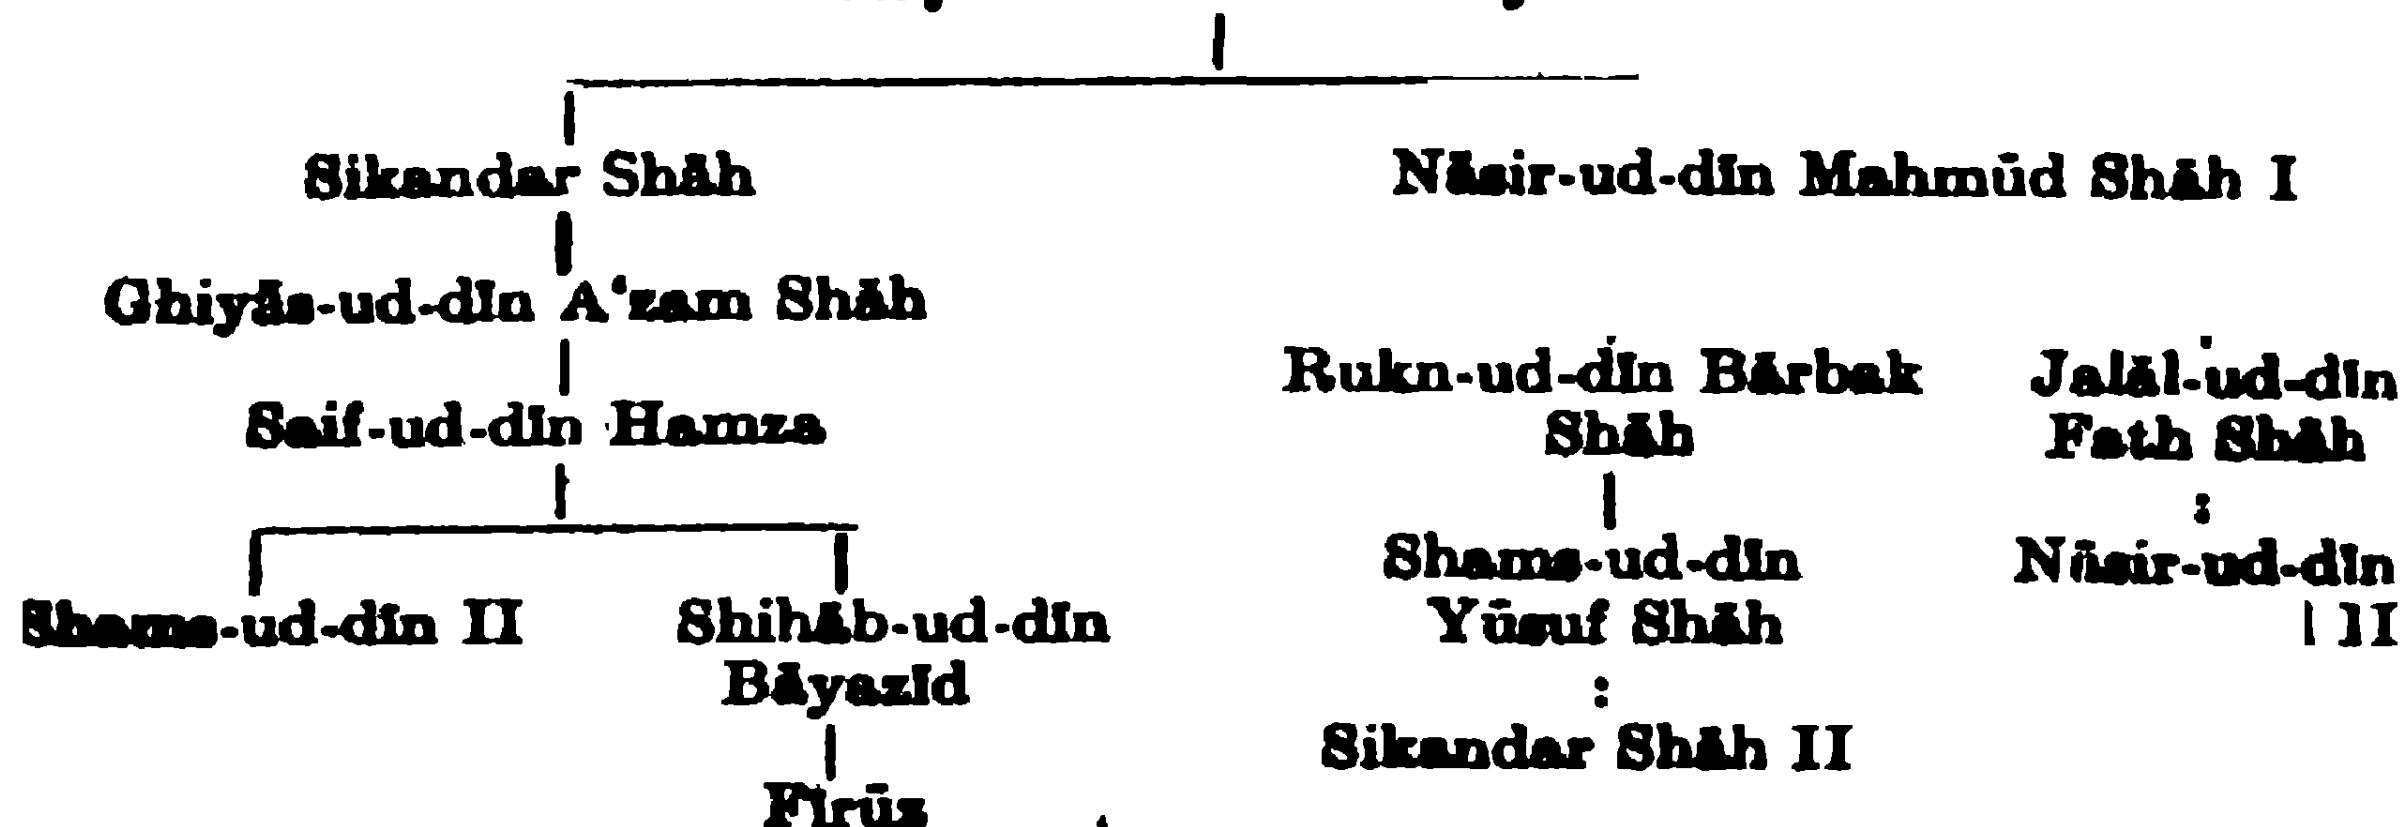 Sikandar Shāh
Nāsir-ud-dīn Mahmūd Shāh I
Ghiyās-ud-dīn A‘zam Shāh
Rukn-ud-dīn Bārbak
Shāh
Jalāl-ud-dīn
Fath Shāh
Saif-ud-dīn Hamza
Shams-ud-dīn
Yūsuf Shāh
Nāsir-ud-dīn
II
Shams-ud-dīn II
Shihāb-ud-dīn
Bāyazīd
Sikandar Shāh II
Fīrūz